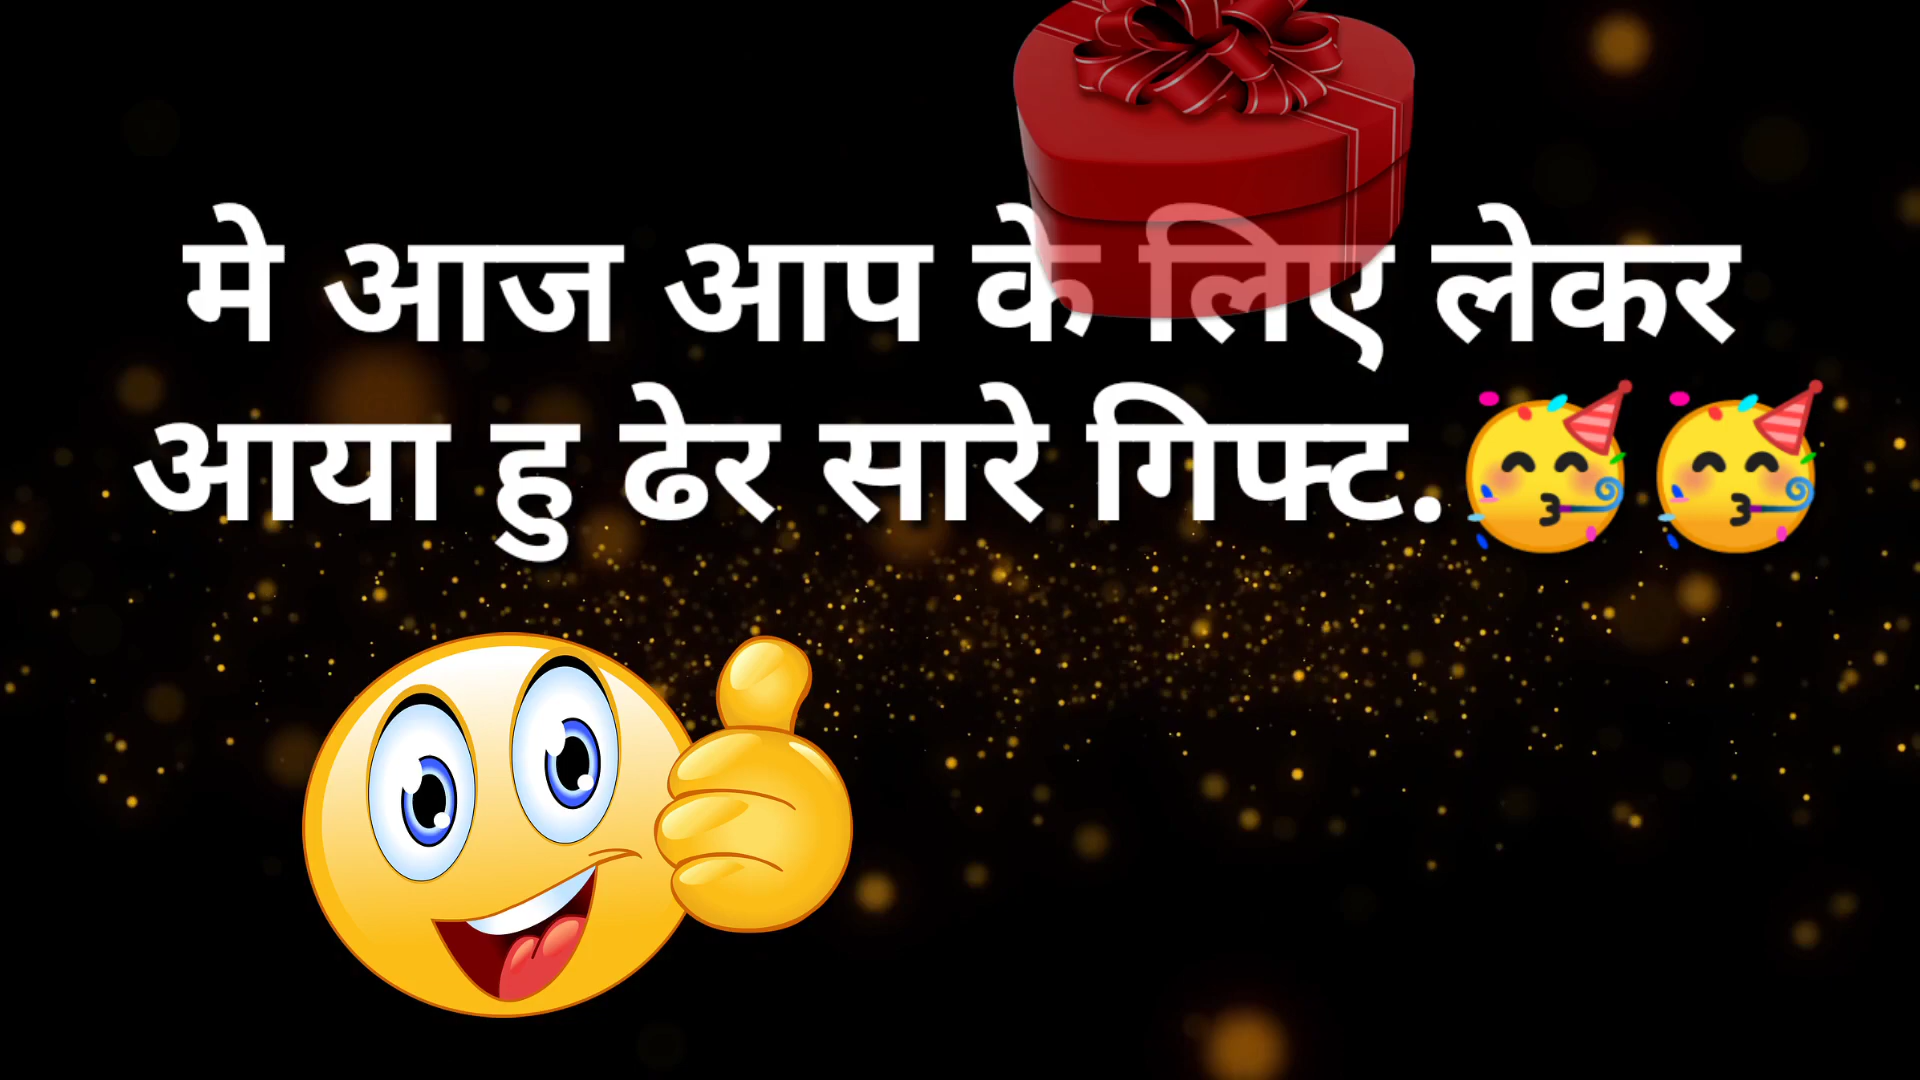 मे आज आप के लिए लेकर
आया हु ढेर सारे गिफ्ट.🥳🥳